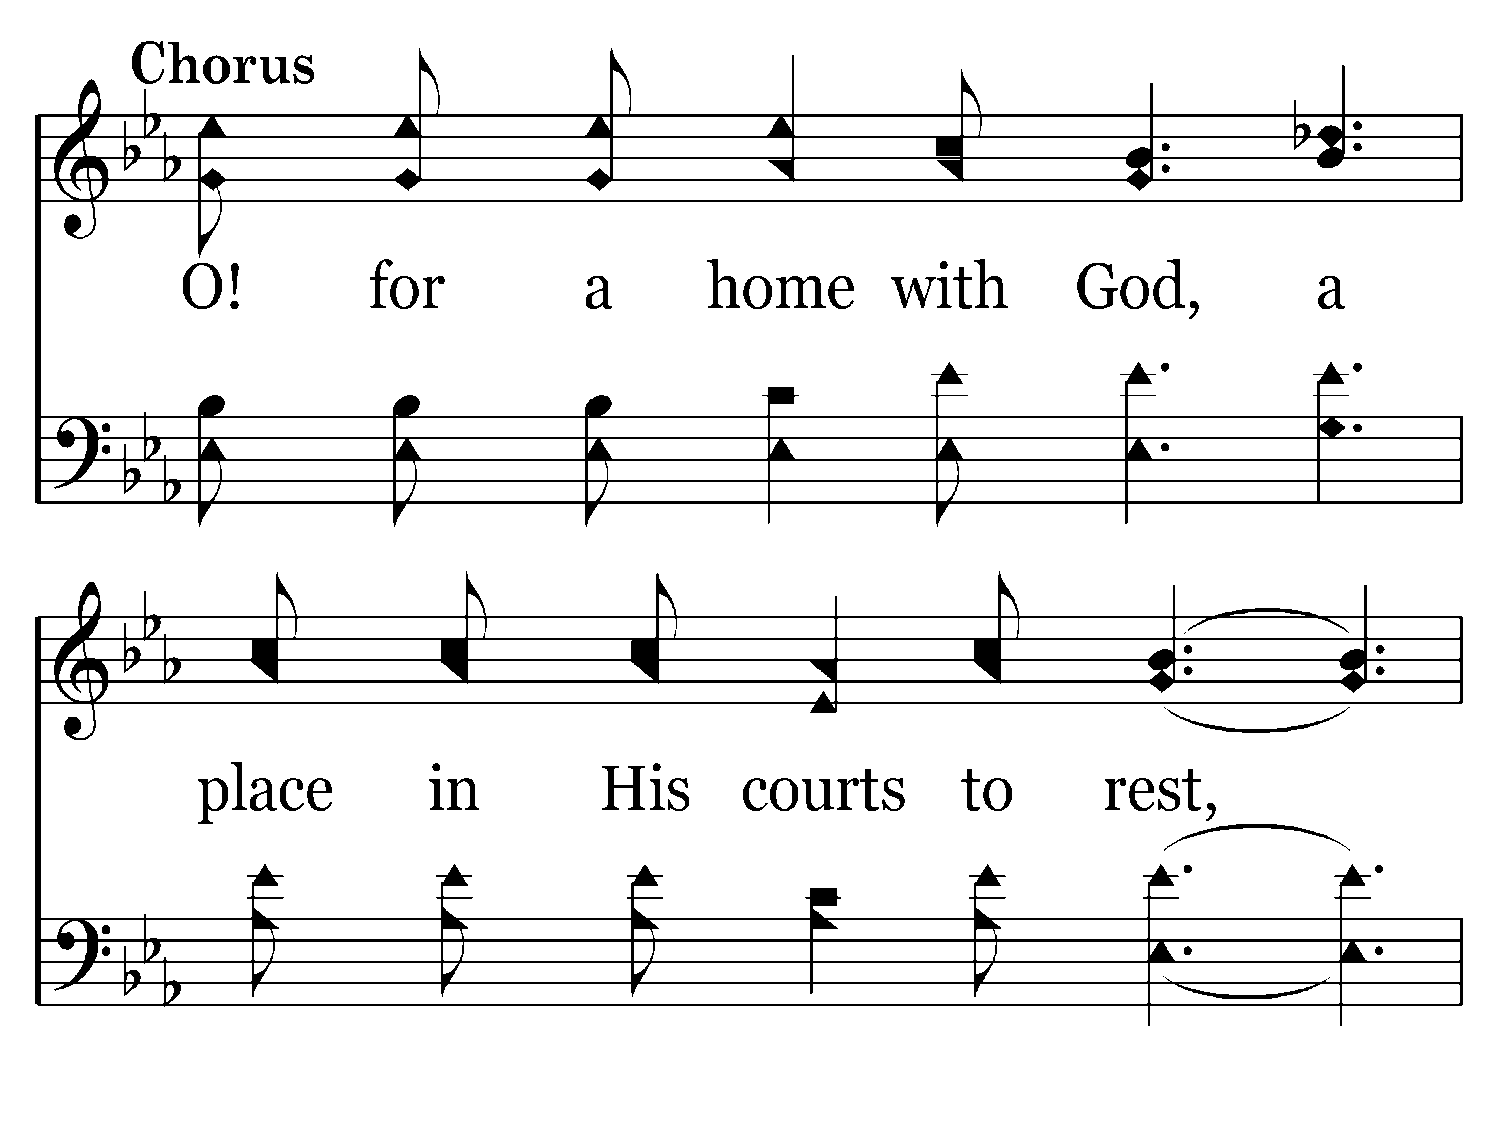 Chorus
O! for a home with God, a
place in His courts to rest,